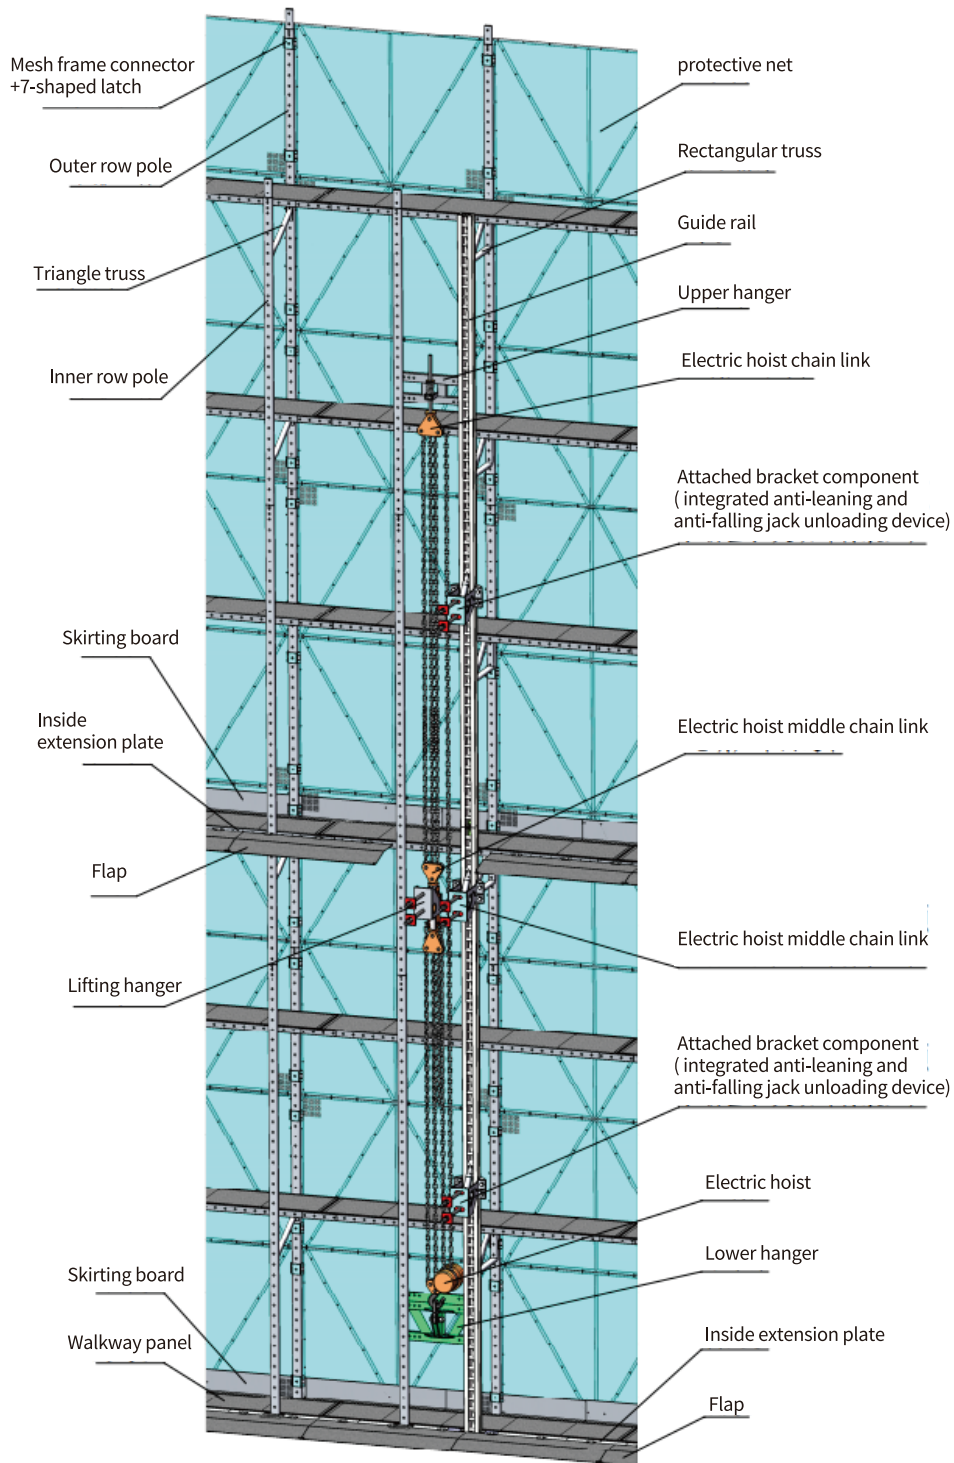 Mesh frame connector
+7-shaped latch
protective net
Outer row pole
Rectangular truss
Guide rail
Triangle truss
Upper hanger
Electric hoist chain link
Inner row pole
Attached bracket component
( integrated anti-leaning and
anti-falling jack unloading device)
Skirting board
Inside
extension plate
Electric hoist middle chain link
Flap
Electric hoist middle chain link
Lifting hanger
Attached bracket component
( integrated anti-leaning and
anti-falling jack unloading device)
Electric hoist
Lower hanger
Skirting board
Walkway panel
Inside extension plate
Flap